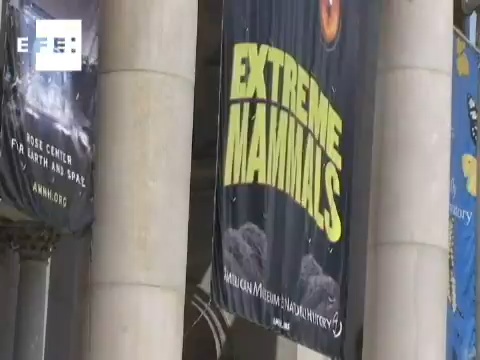 EFE:
ROSE CENTER
FOR EARTH AND SPACE
AMNH.ORG
EXTREME
MAMMALS
AMERICAN MUSEUM OF NATURAL HISTORY